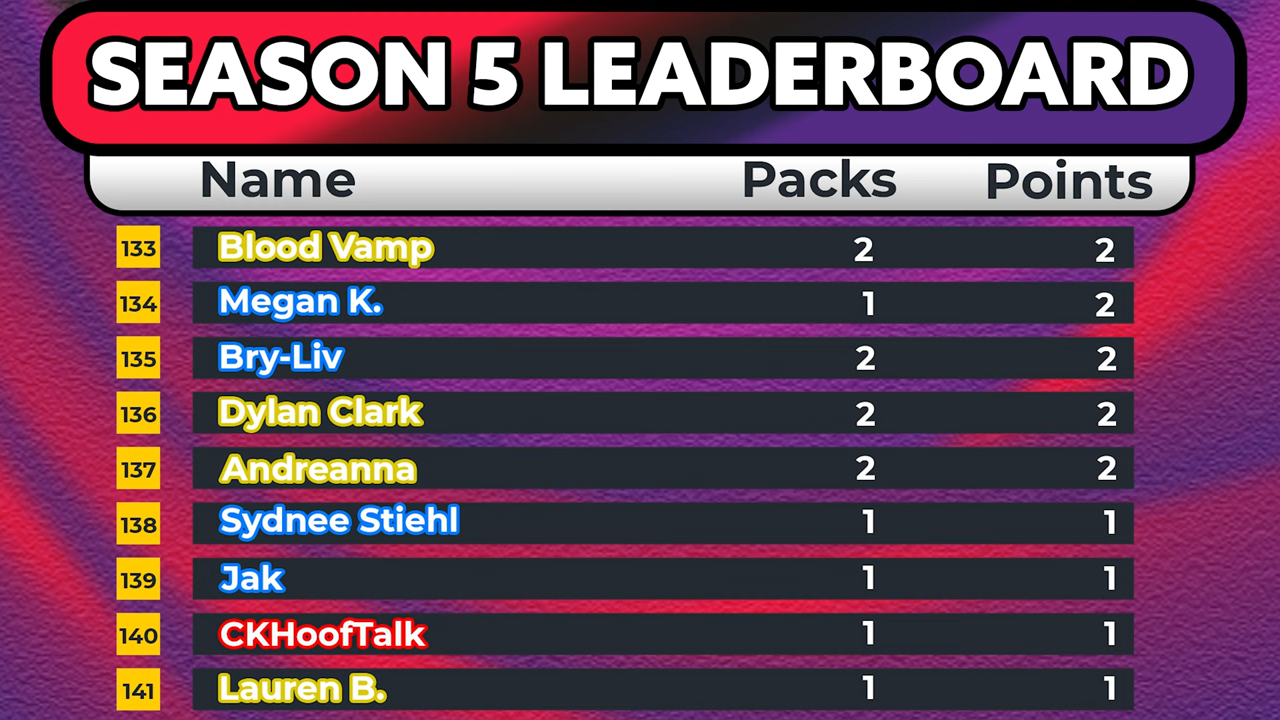 SEASON 5 LEADERBOARD
Name Packs Points
133 Blood Vamp 2 2
134 Megan K. 1 2
135 Bry-Liv 2 2
136 Dylan Clark 2 2
137 Andreanna 2 2
138 Sydnee Stiehl 1 1
139 Jak 1 1
140 CKHoofTalk 1 1
141 Lauren B. 1 1